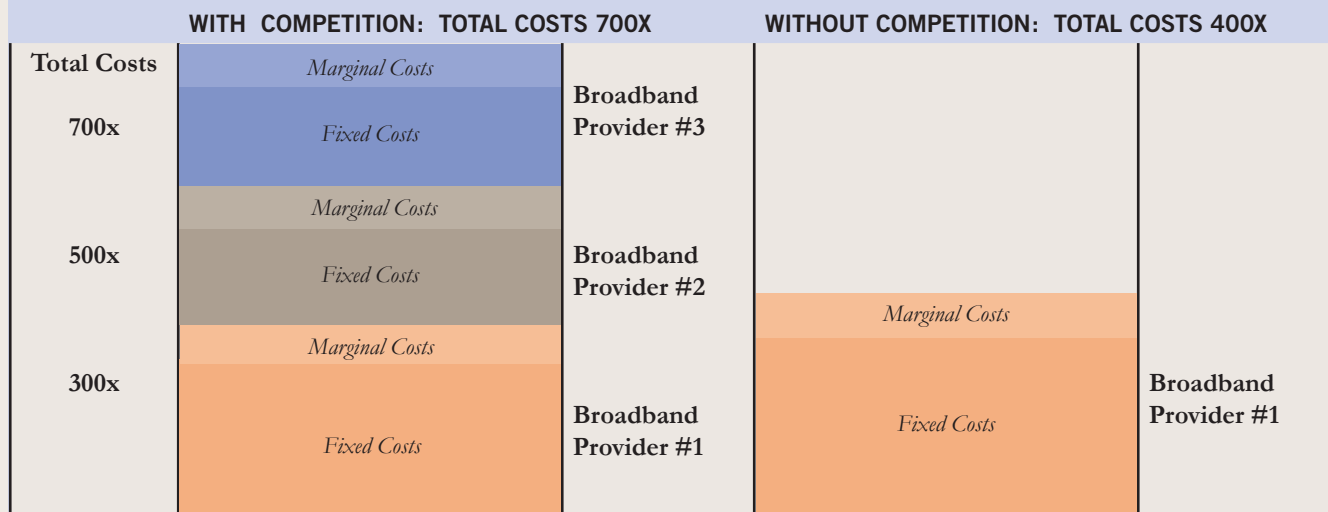 WITH COMPETITION: TOTAL COSTS 700X
WITHOUT COMPETITION: TOTAL COSTS 400X
Total Costs
700x
500x
300x
Marginal Costs
Fixed Costs
Marginal Costs
Fixed Costs
Marginal Costs
Fixed Costs
Broadband
Provider #3
Broadband
Provider #2
Broadband
Provider #1
Marginal Costs
Fixed Costs
Broadband
Provider #1